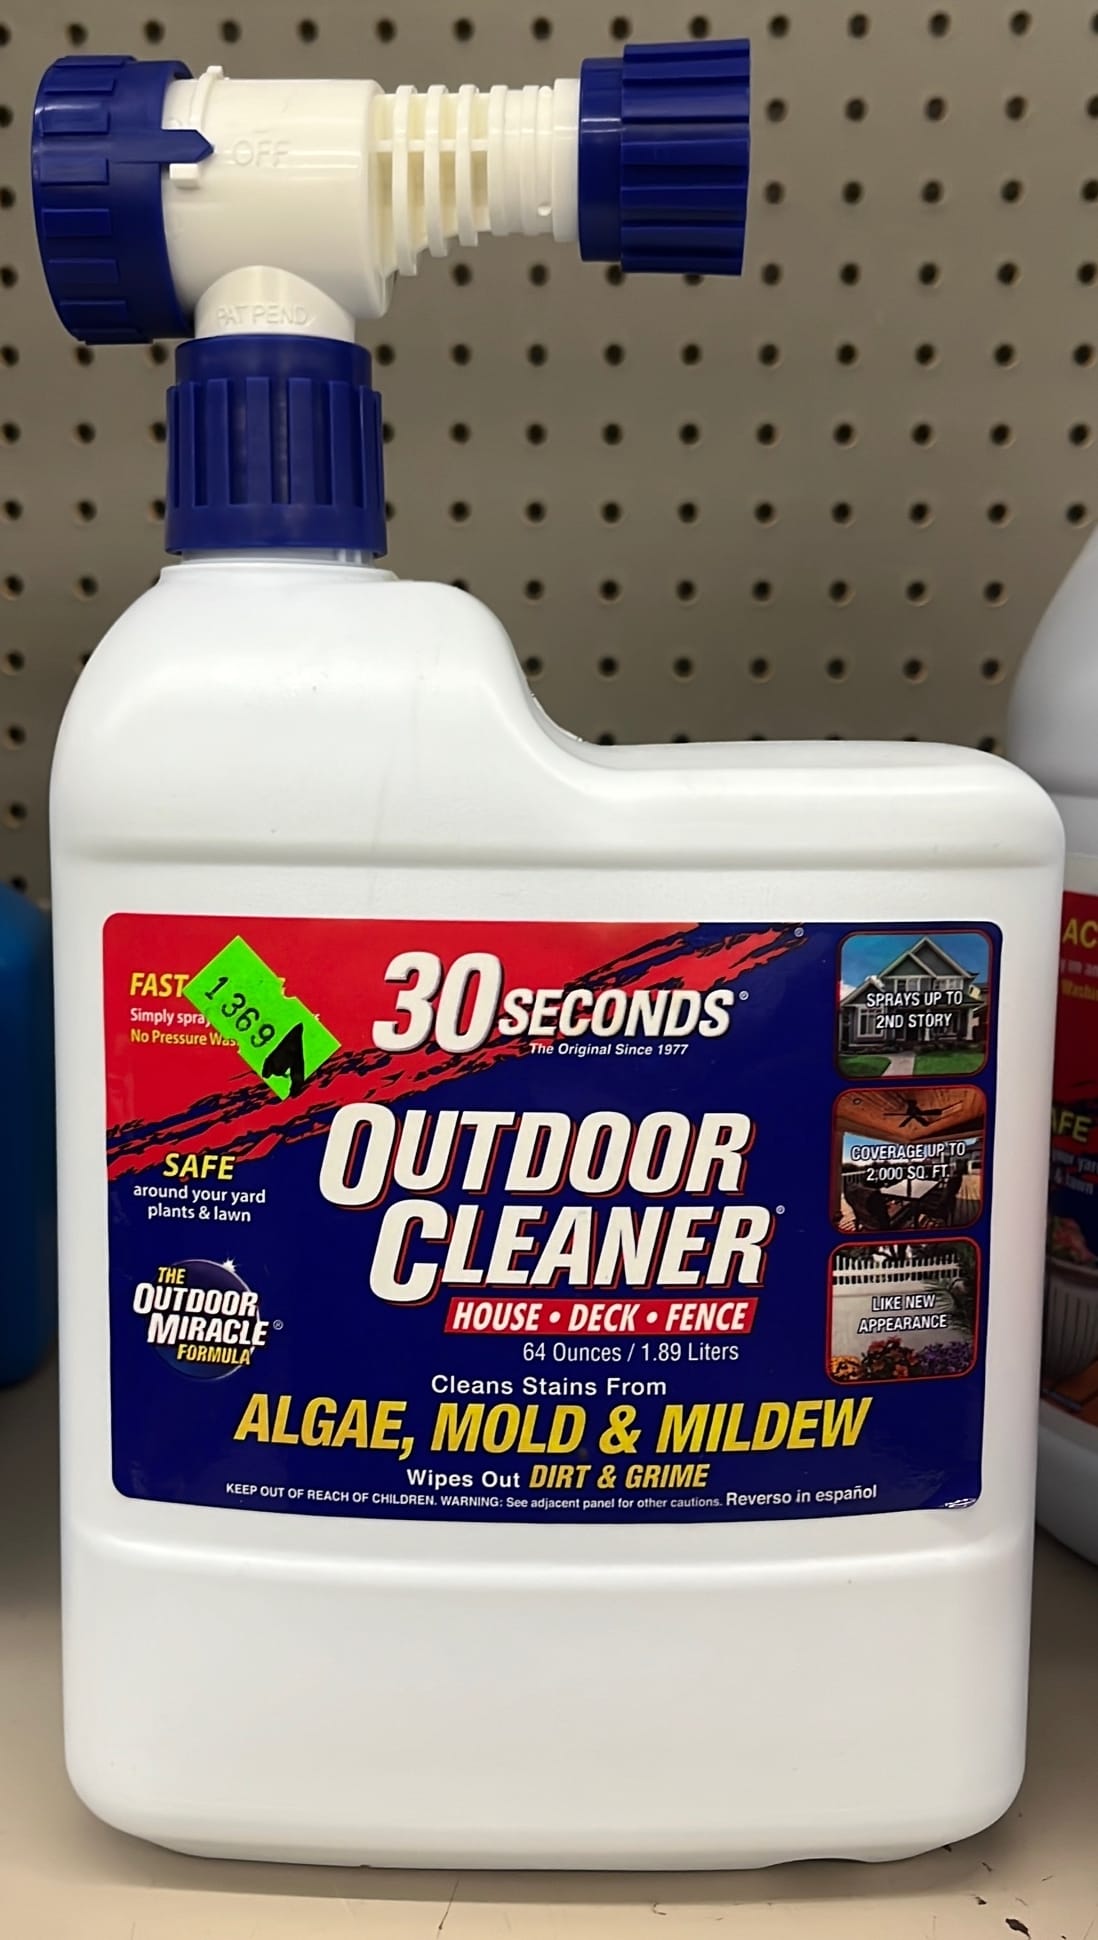 OFF
PAT PEND
FAST
Simply spray
No Pressure
1369
30 SECONDS®
The Original Since 1977
SPRAYS UP TO
2ND STORY
OUTDOOR
CLEANER®
HOUSE • DECK • FENCE
64 Ounces / 1.89 Liters
COVERAGE UP TO
2,000 SQ. FT.
SAFE
around your yard
plants & lawn
THE
OUTDOOR
MIRACLE®
FORMULA
LIKE NEW
APPEARANCE
Cleans Stains From
ALGAE, MOLD & MILDEW
Wipes Out DIRT & GRIME
KEEP OUT OF REACH OF CHILDREN. WARNING: See adjacent panel for other cautions. Reverso in español